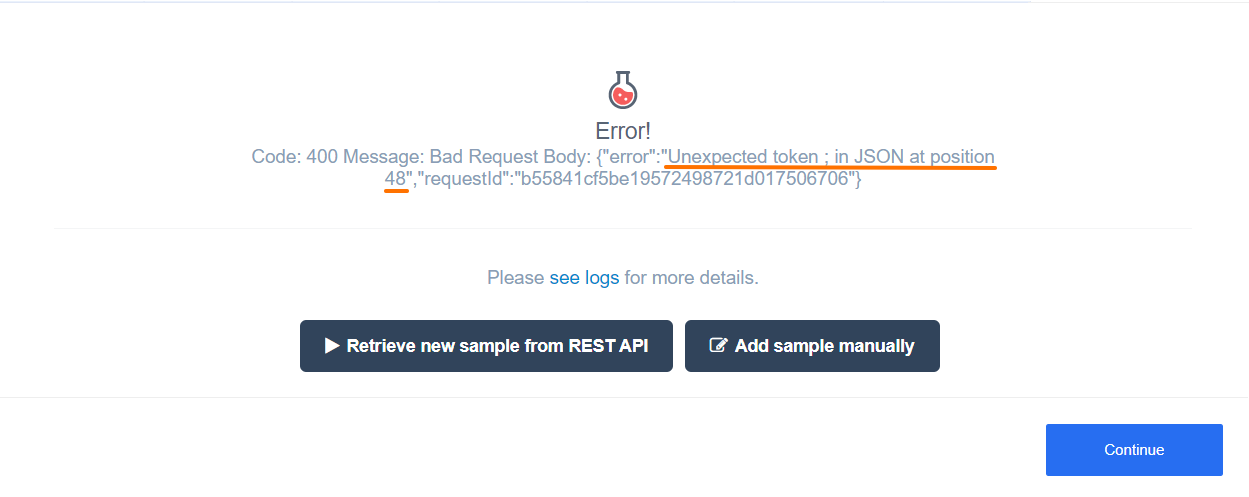 Error!
Code: 400 Message: Bad Request Body: {"error":"Unexpected token ; in JSON at position
48","requestId":"b55841cf5be19572498721d017506706"}
Please see logs for more details.
Retrieve new sample from REST API
Add sample manually
Continue